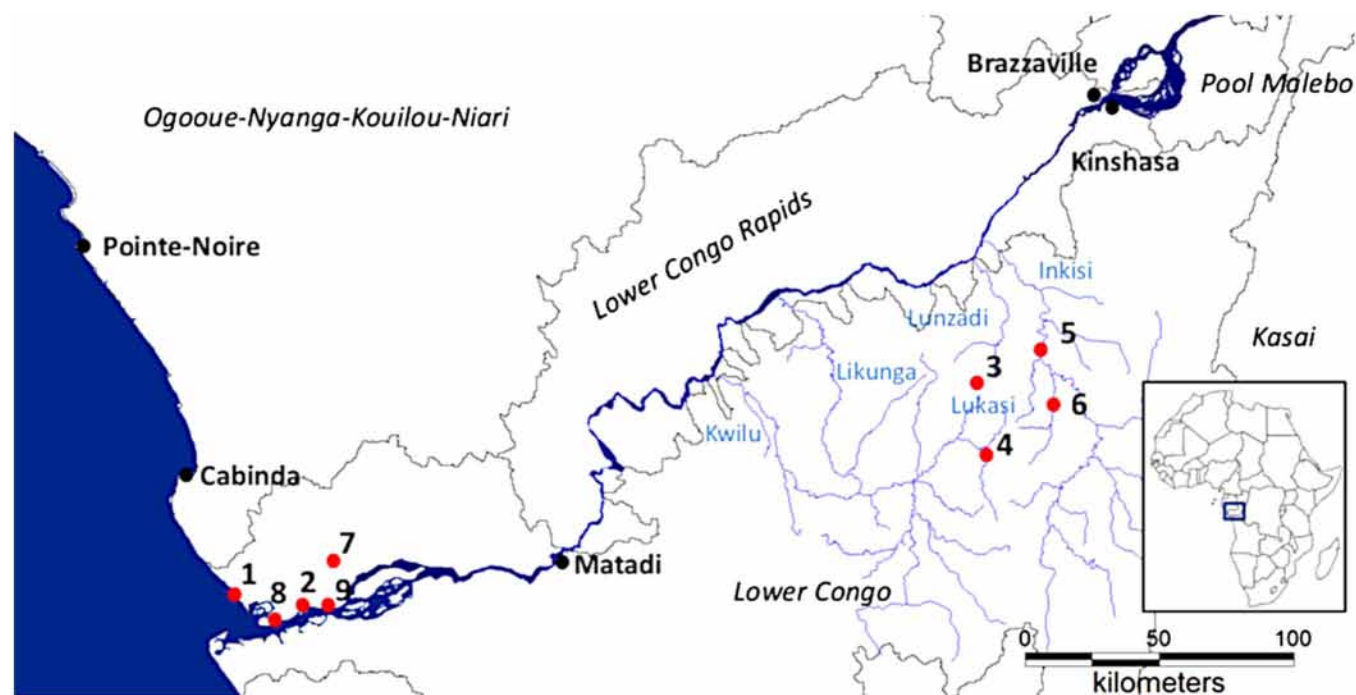 Brazzaville
Pool Malebo
Ogooue-Nyanga-Kouilou-Niari
Kinshasa
Pointe-Noire
Lower Congo Rapids
Inkisi
Lunzadi
5
Kasai
3
Likunga
Lukasi
6
Kwilu
4
Cabinda
7
Matadi
1
8
2
9
Lower Congo
0
50
100
kilometers